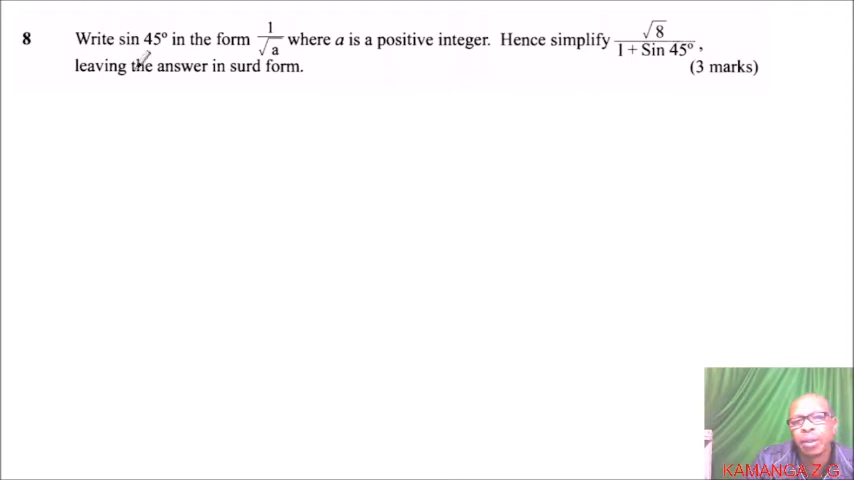 8 Write sin 45° in the form 1/√a where a is a positive integer. Hence simplify √8/(1 + Sin 45°),
leaving the answer in surd form. (3 marks)
KAMANGA Z.G